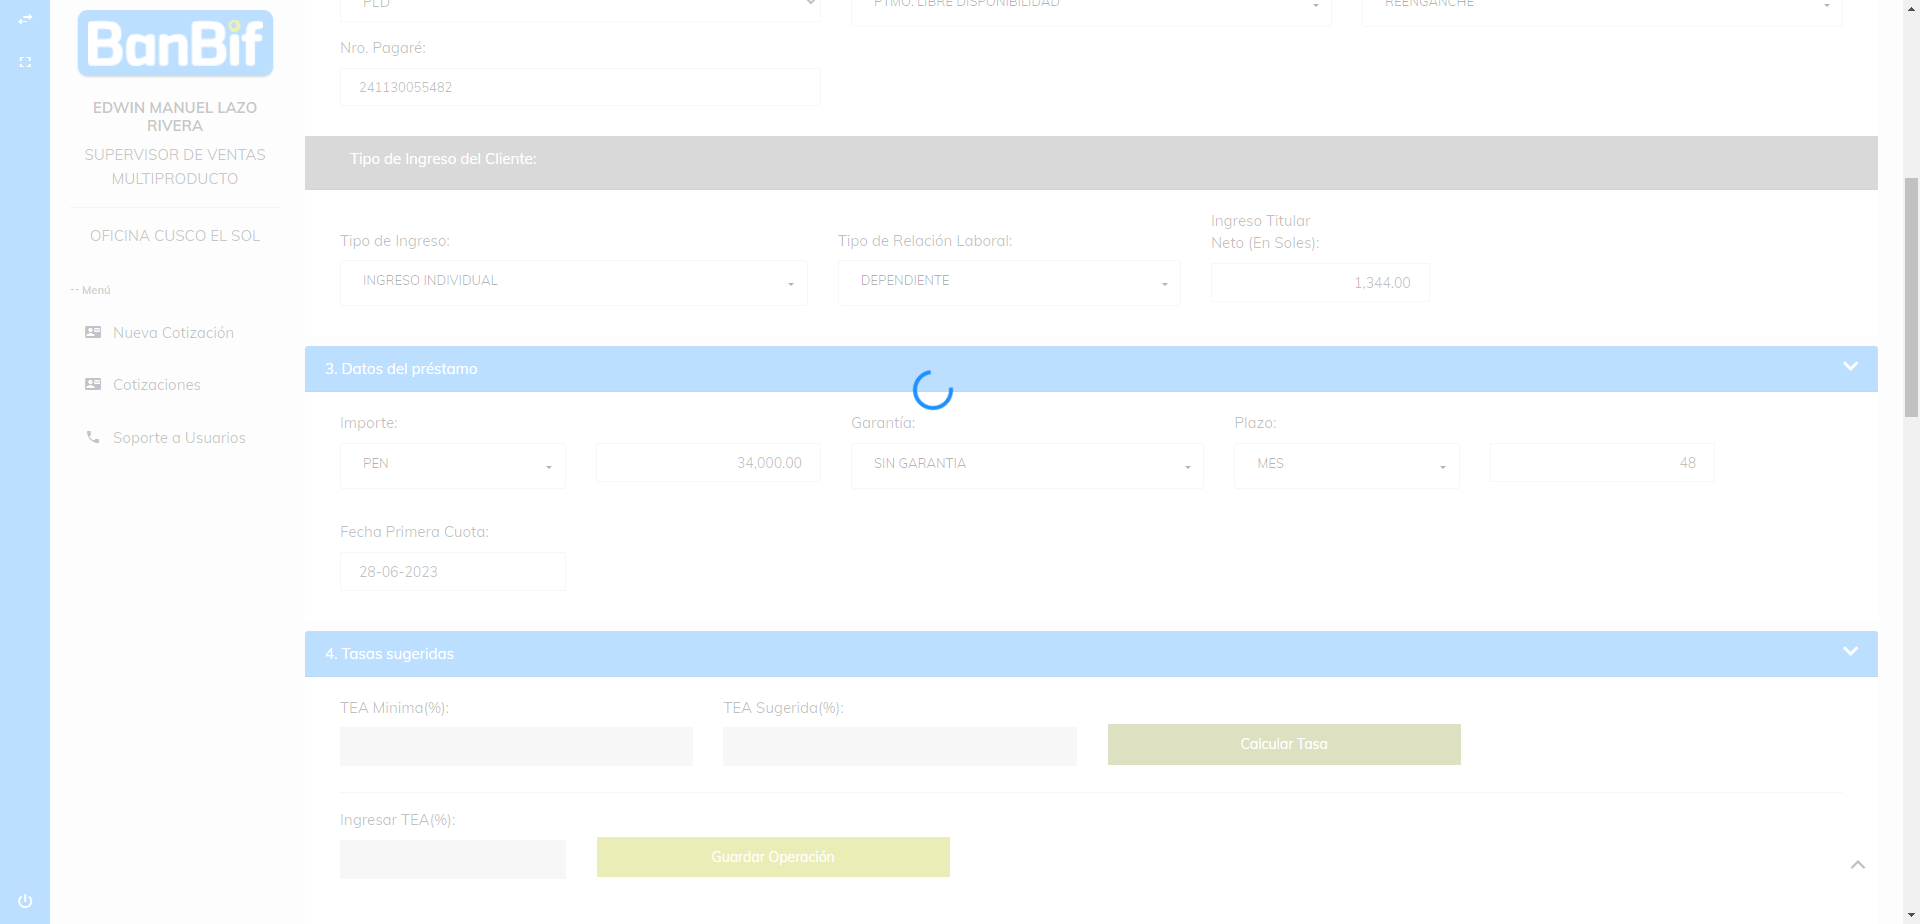 BanBif
EDWIN MANUEL LAZO
RIVERA
SUPERVISOR DE VENTAS
MULTIPRODUCTO
OFICINA CUSCO EL SOL
-- Menú
Nueva Cotización
Cotizaciones
Soporte a Usuarios
PLD
PTMO. LIBRE DISPONIBILIDAD
REENGANCHE
Nro. Pagaré:
241130055482
Tipo de Ingreso del Cliente:
Tipo de Ingreso:
INGRESO INDIVIDUAL
Tipo de Relación Laboral:
DEPENDIENTE
Ingreso Titular
Neto (En Soles):
1,344.00
3. Datos del préstamo
Importe:
PEN
34,000.00
Garantía:
SIN GARANTIA
Plazo:
MES
48
Fecha Primera Cuota:
28-06-2023
4. Tasas sugeridas
TEA Minima(%):
TEA Sugerida(%):
Calcular Tasa
Ingresar TEA(%):
Guardar Operación